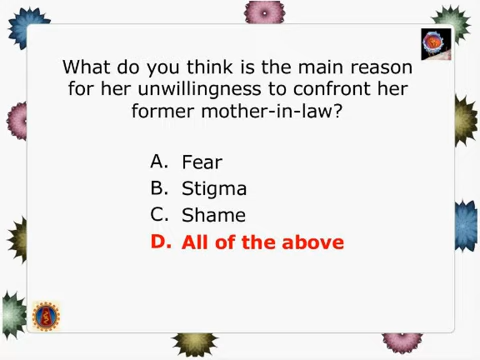 What do you think is the main reason
for her unwillingness to confront her
former mother-in-law?
A. Fear
B. Stigma
C. Shame
D. All of the above